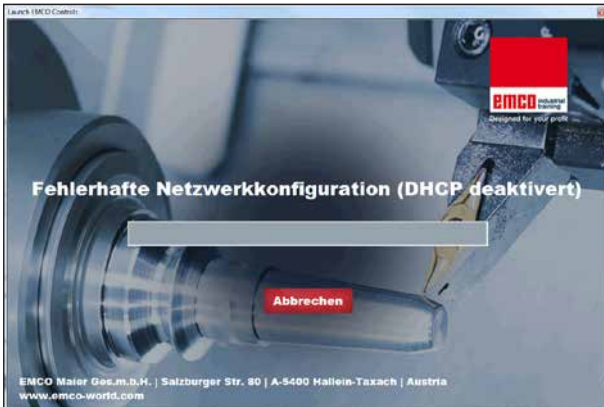 Launch EMCO Controls
emco industrial
training
Designed for your profit
Fehlerhafte Netzwerkkonfiguration (DHCP deaktivert)
Abbrechen
EMCO Maier Ges.m.b.H. | Salzburger Str. 80 | A-5400 Hallein-Taxach | Austria
www.emco-world.com